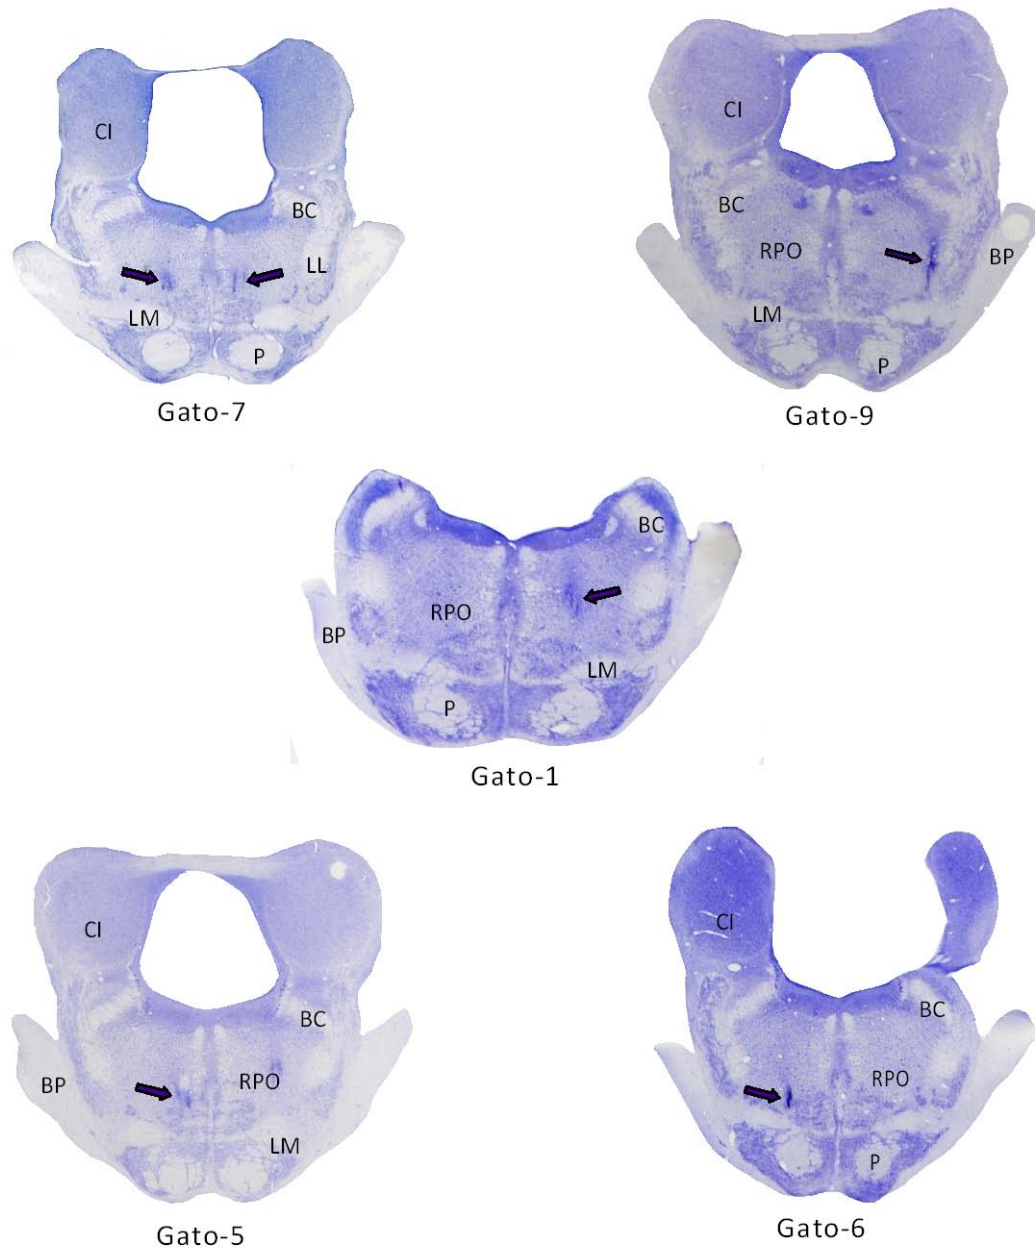 CI
BC
LL
LM
P
Gato-7
CI
BC
RPO
BP
LM
P
Gato-9
BC
RPO
BP
LM
P
Gato-1
CI
BC
RPO
BP
LM
Gato-5
CI
BC
RPO
P
Gato-6